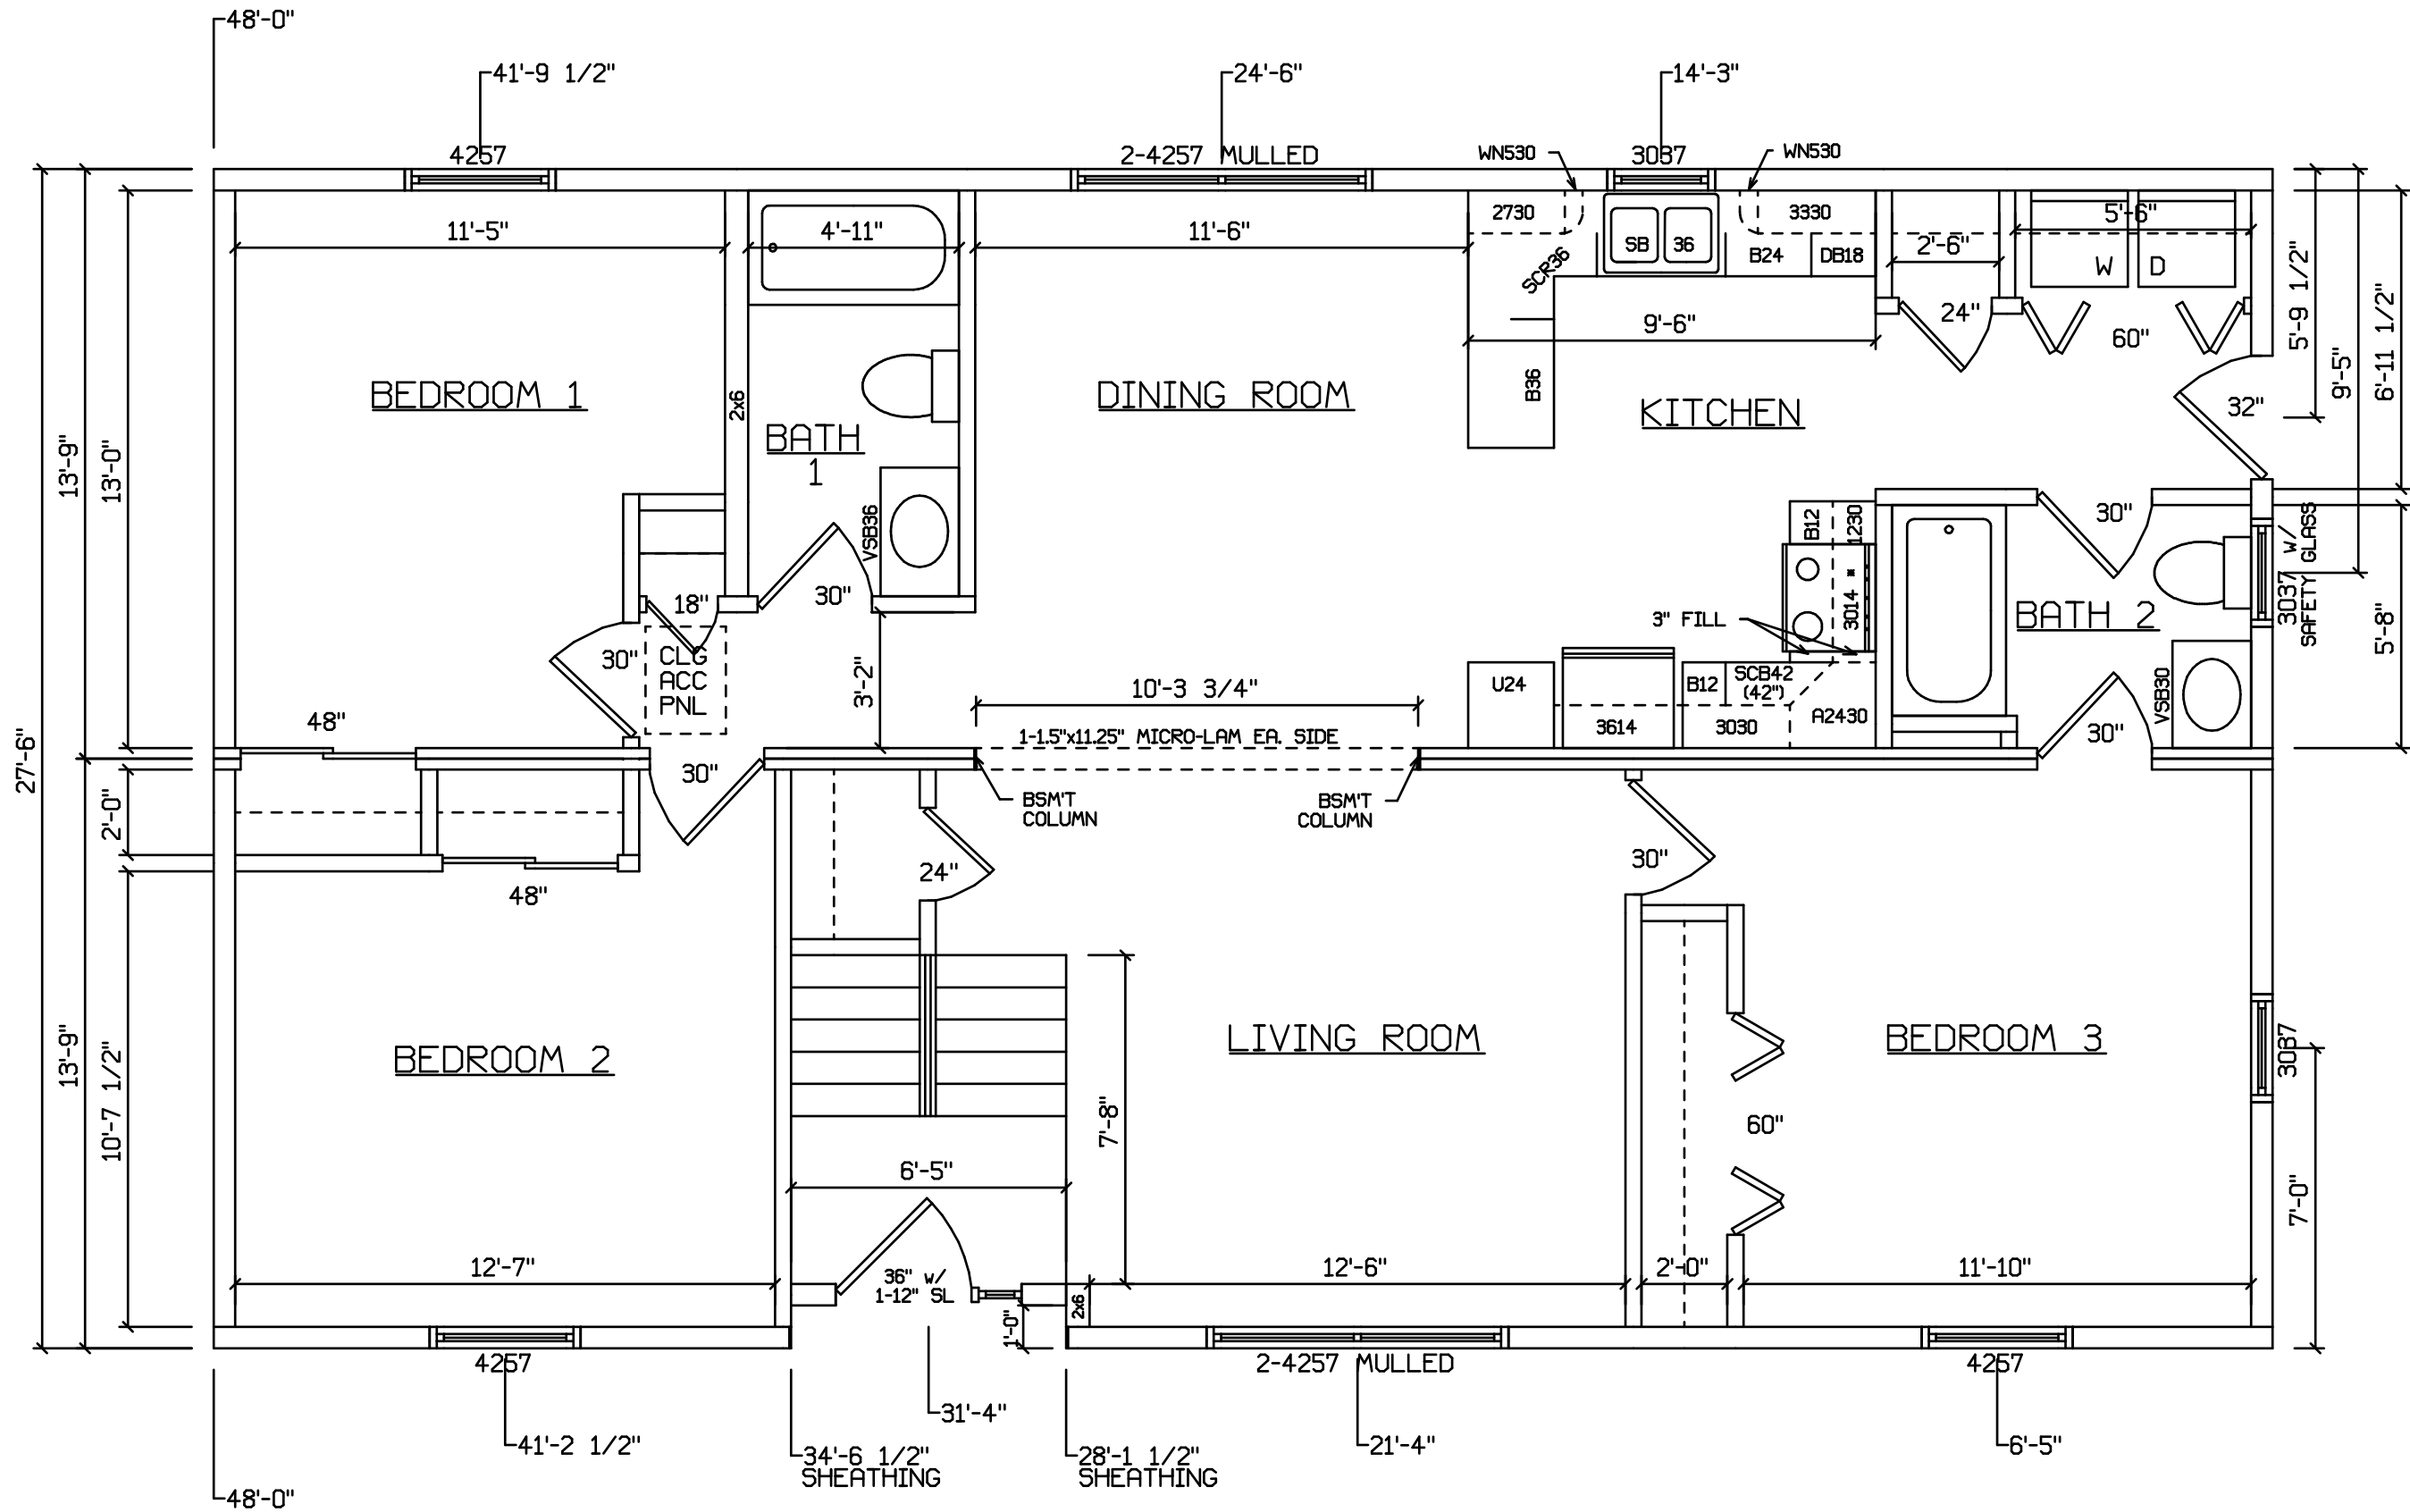 48'-0"
41'-9 1/2"
24'-6"
14'-3"
4257
2-4257 MULLED
WN530
3037
WN530
2730
3330
5'-6"
11'-5"
4'-11"
11'-6"
SCR36
SB 36
B24
DB18
2'-6"
W D
5'-9 1/2"
6'-11 1/2"
9'-6"
24"
60"
9'-5"
BEDROOM 1
2x6
DINING ROOM
B36
KITCHEN
32"
BATH
1
13'-9"
13'-0"
VSB36
B12
1230
30"
W/
3037
SAFETY GLASS
18"
30"
3014
3" FILL
BATH 2
5'-8"
30"
CLG
ACC
PNL
3'-2"
10'-3 3/4"
U24
B12
SCB42
(42")
VSB30
48"
3614
3030
A2430
30"
1-1.5"x11.25" MICRO-LAM EA. SIDE
27'-6"
30"
2'-0"
BSM'T
COLUMN
BSM'T
COLUMN
24"
30"
48"
13'-9"
10'-7 1/2"
BEDROOM 2
LIVING ROOM
BEDROOM 3
3037
7'-8"
60"
6'-5"
7'-0"
12'-7"
36" W/
1-12" SL
12'-6"
2'-0"
11'-10"
1'-0"
2x6
4257
2-4257 MULLED
4257
31'-4"
41'-2 1/2"
34'-6 1/2"
SHEATHING
28'-1 1/2"
SHEATHING
21'-4"
6'-5"
48'-0"